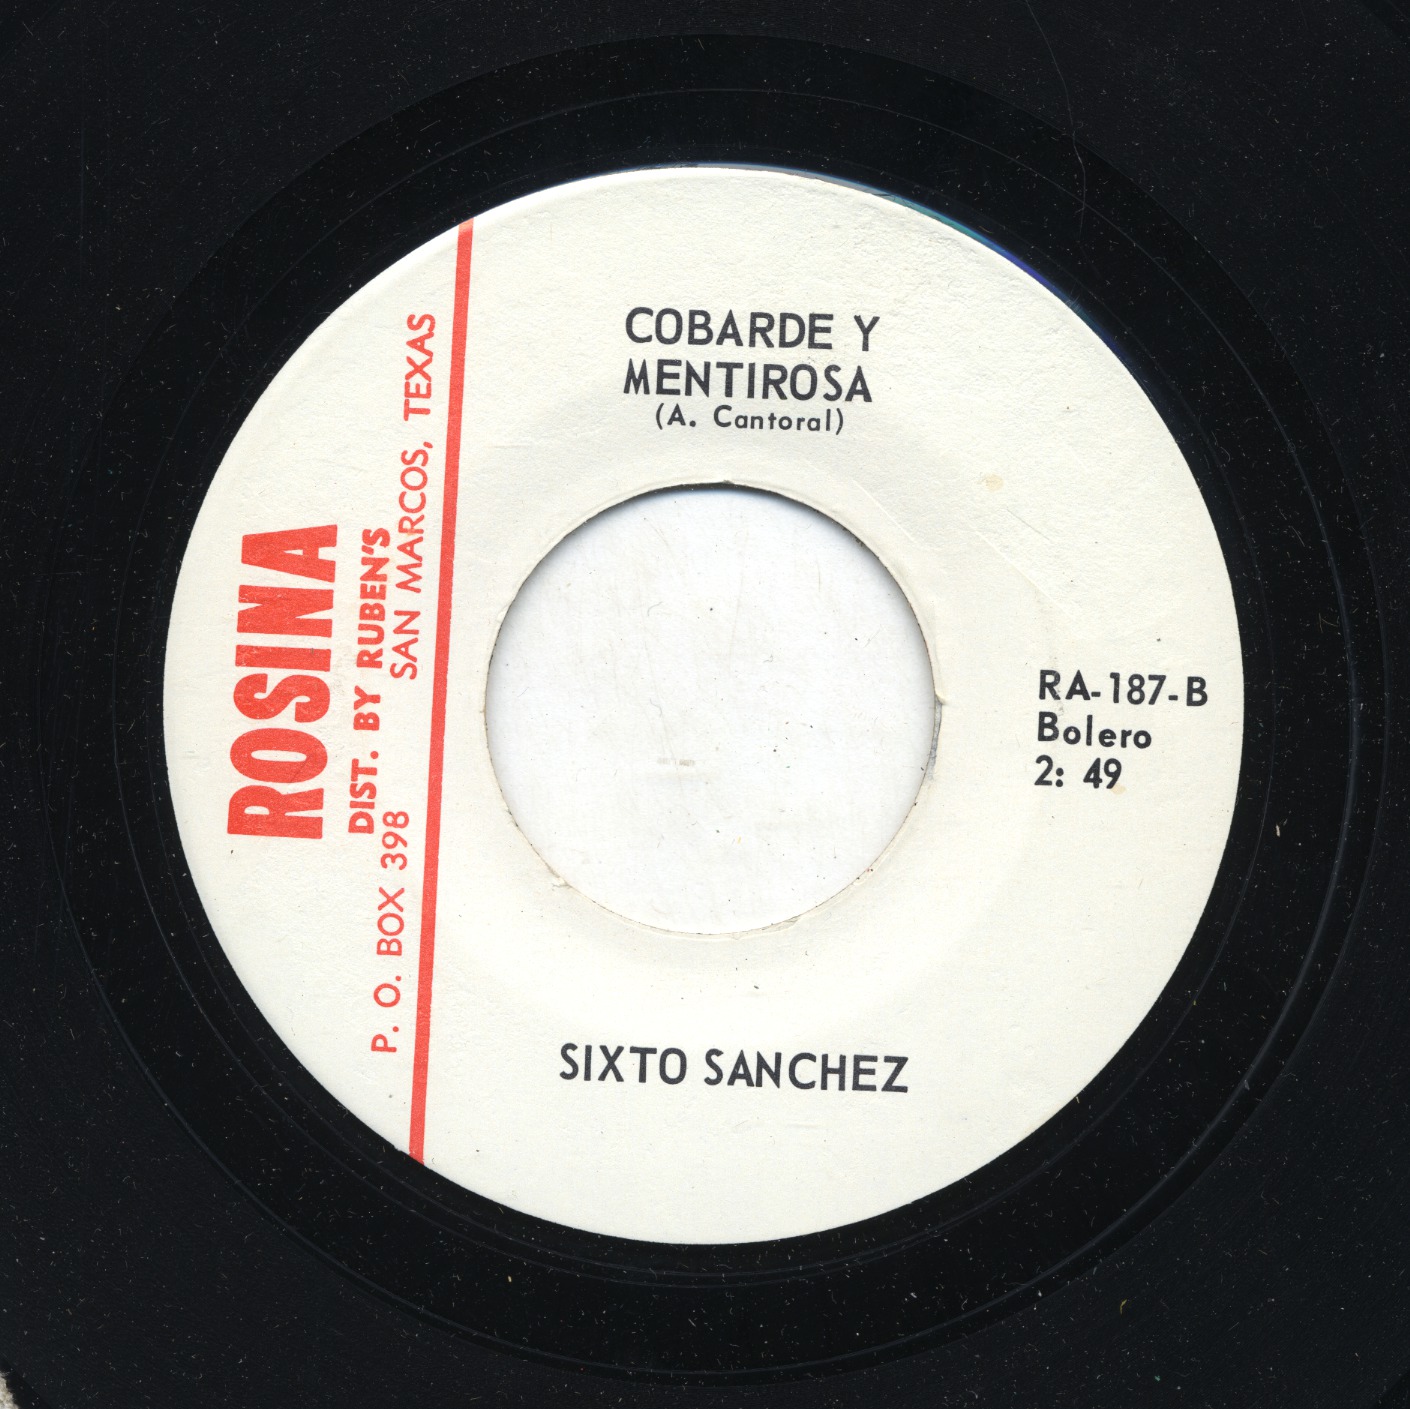 COBARDE Y
MENTIROSA
(A. Cantoral)
ROSINA
DIST. BY RUBEN'S
P. O. BOX 398 SAN MARCOS, TEXAS
RA-187-B
Bolero
2: 49
SIXTO SANCHEZ